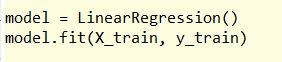 model = LinearRegression()
model.fit(X_train, y_train)